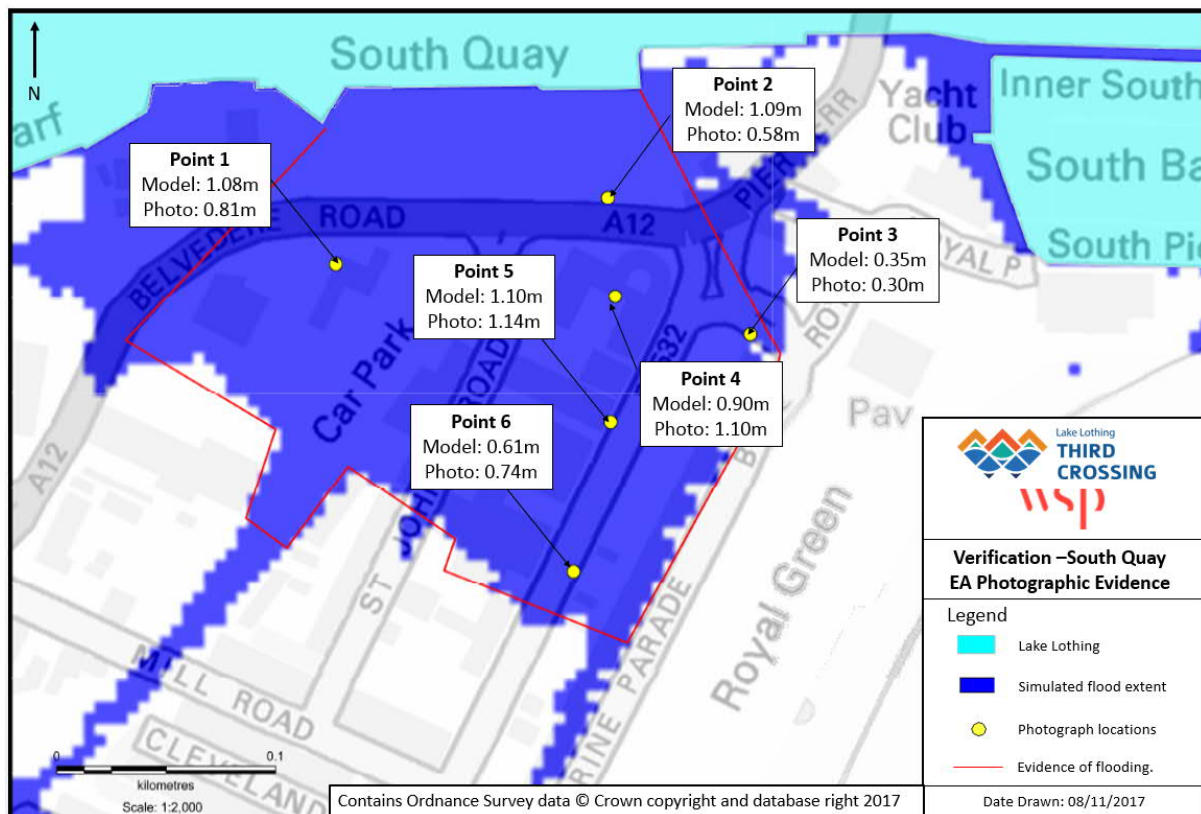 South Quay
N
arf
Point 1
Model: 1.08m
Photo: 0.81m
Point 2
Model: 1.09m
Photo: 0.58m
Yacht
Club
Inner South
South Ba
South Pie
BELVEDERE ROAD
A12
PIER
ROYAL P
Point 3
Model: 0.35m
Photo: 0.30m
Point 5
Model: 1.10m
Photo: 1.14m
Car Park
Point 4
Model: 0.90m
Photo: 1.10m
Point 6
Model: 0.61m
Photo: 0.74m
Pav
A12
ST JOHN ROAD
Royal Green
RINE PARADE
MILL ROAD
CLEVELAND
0 0.1
kilometres
Scale: 1:2,000
Contains Ordnance Survey data © Crown copyright and database right 2017
Lake Lothing
THIRD
CROSSING
wsp
Verification –South Quay
EA Photographic Evidence
Legend
Lake Lothing
Simulated flood extent
Photograph locations
Evidence of flooding.
Date Drawn: 08/11/2017